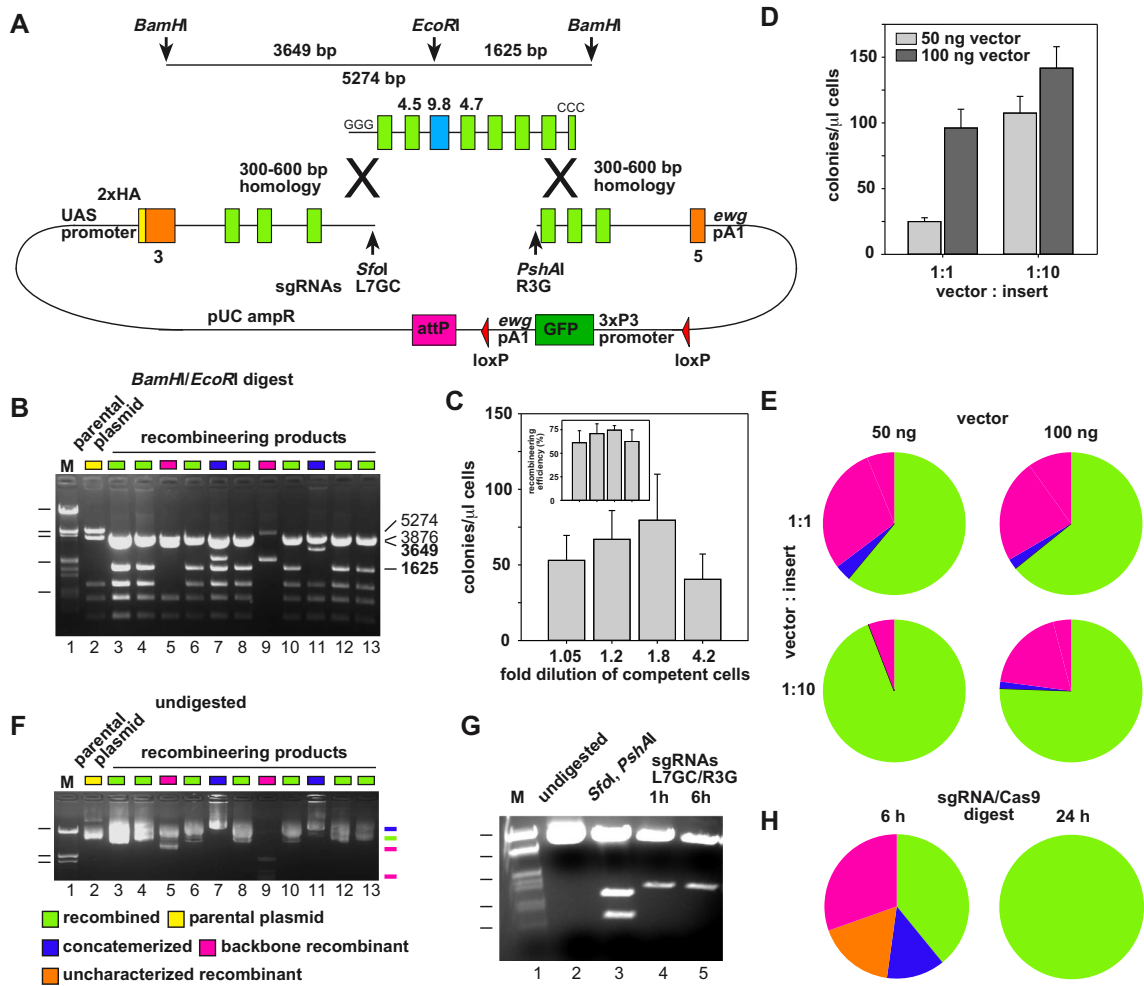 A
BamHI
EcoRI
BamHI
3649 bp
1625 bp
5274 bp
4.5 9.8 4.7
GGG
CCC
300-600 bp
homology
300-600 bp
homology
2xHA
UAS
promoter
3
ewg
pA1
5
SfoI
L7GC
sgRNAs
PshAI
R3G
pUC ampR
attP
loxP
ewg
pA1
GFP
3xP3
promoter
loxP
BamHI/EcoRI digest
B
parental
plasmid
recombineering products
M
5274
3876
3649
1625
1 2 3 4 5 6 7 8 9 10 11 12 13
C
colonies/µl cells
150
100
50
0
recombineering
efficiency (%)
75
50
25
0
1.05 1.2 1.8 4.2
fold dilution of competent cells
D
50 ng vector
100 ng vector
colonies/µl cells
150
100
50
0
1:1 1:10
vector : insert
E
vector
50 ng 100 ng
1:1
1:10
vector : insert
undigested
F
parental
plasmid
recombineering products
M
1 2 3 4 5 6 7 8 9 10 11 12 13
recombined
parental plasmid
concatemerized
backbone recombinant
uncharacterized recombinant
G
M
undigested
SfoI, PshAI
sgRNAs
L7GC/R3G
1h 6h
1 2 3 4 5
H
sgRNA/Cas9
digest
6 h 24 h